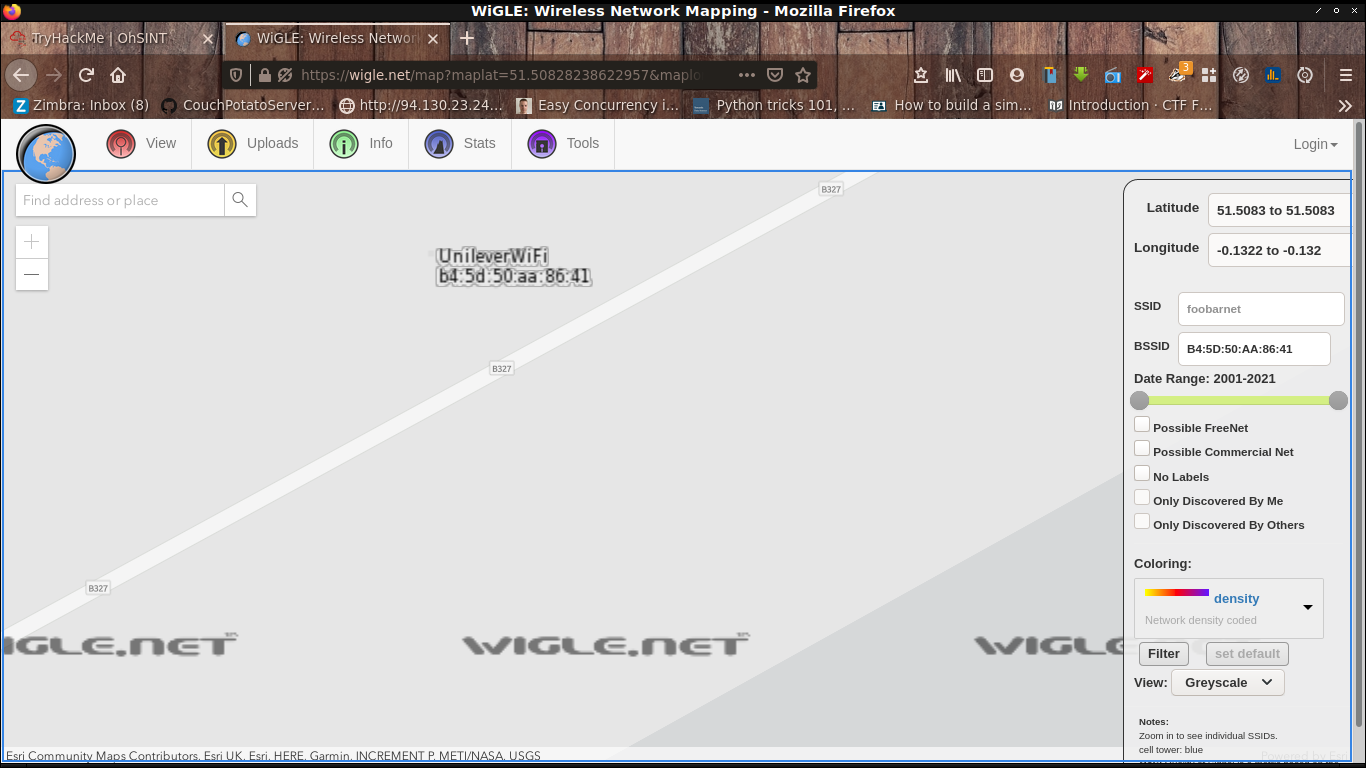 WiGLE: Wireless Network Mapping - Mozilla Firefox
TryHackMe | OhSINT
WiGLE: Wireless Networ
https://wigle.net/map?maplat=51.50828238622957&maplo
3
Zimbra: Inbox (8) CouchPotatoServer... http://94.130.23.24... Easy Concurrency i... Python tricks 101, ... How to build a sim... Introduction · CTF F...
View Uploads Info Stats Tools Login
Find address or place
B327
UnileverWiFi
b4:5d:50:aa:86:41
B327
B327
WIGLE.NET
WIGLE.NET
Latitude 51.5083 to 51.5083
Longitude -0.1322 to -0.132
SSID foobarnet
BSSID B4:5D:50:AA:86:41
Date Range: 2001-2021
Possible FreeNet
Possible Commercial Net
No Labels
Only Discovered By Me
Only Discovered By Others
Coloring:
density
Network density coded
Filter set default
View: Greyscale
Notes:
Zoom in to see individual SSIDs.
cell tower: blue
Esri Community Maps Contributors, Esri UK, Esri, HERE, Garmin, INCREMENT P, METI/NASA, USGS
Powered by Esri